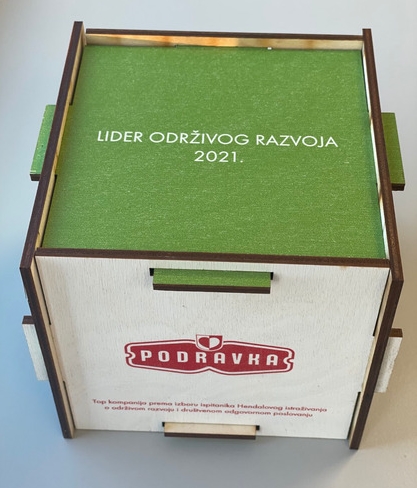 LIDER ODRŽIVOG RAZVOJA
2021.
PODRAVKA
Top kompanija prema izboru ispitanika Hendalovog istraživanja
o održivom razvoju i društvenom odgovornom poslovanju